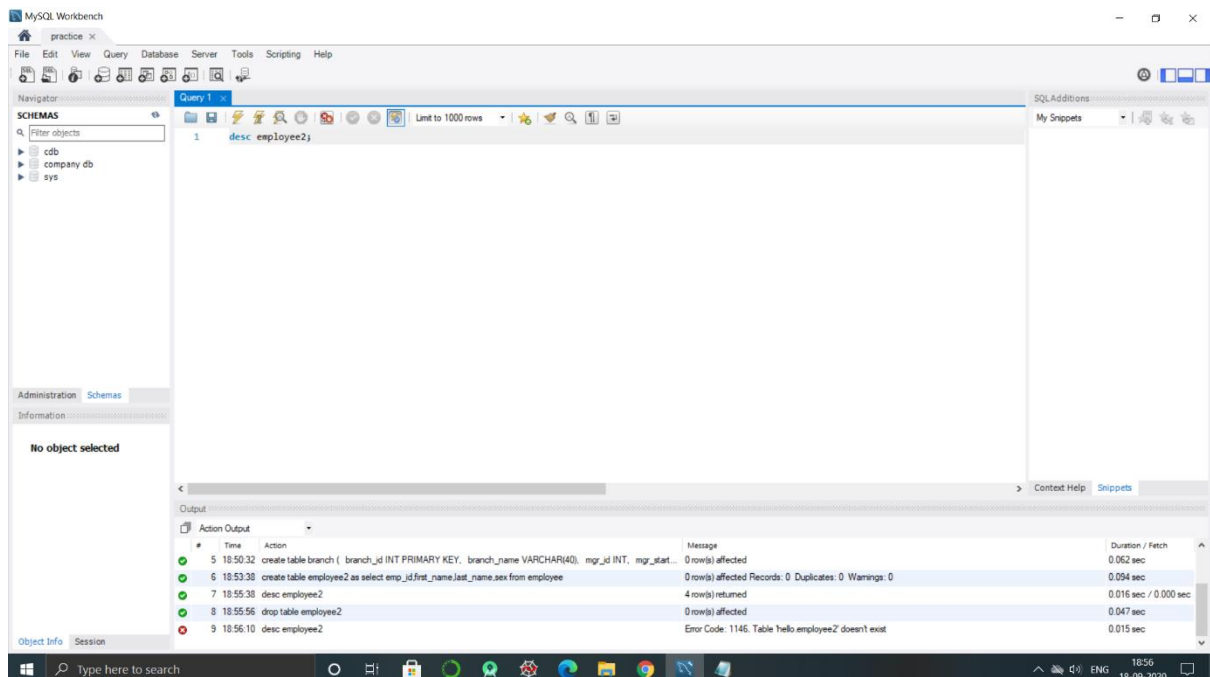 MySQL Workbench
practice
File Edit View Query Database Server Tools Scripting Help
Navigator
SCHEMAS
Filter objects
cdb
company db
sys
Administration Schemas
Information
No object selected
Object Info Session
Query 1
Limit to 1000 rows
1 desc employee2;
SQLAdditions
My Snippets
Context Help Snippets
Output
Action Output
# Time Action Message Duration / Fetch
5 18:50:32 create table branch ( branch_id INT PRIMARY KEY, branch_name VARCHAR(40), mgr_id INT, mgr_start... 0 row(s) affected 0.062 sec
6 18:53:38 create table employee2 as select emp_id,first_name,last_name,sex from employee 0 row(s) affected Records: 0 Duplicates: 0 Warnings: 0 0.094 sec
7 18:55:38 desc employee2 4 row(s) returned 0.016 sec / 0.000 sec
8 18:55:56 drop table employee2 0 row(s) affected 0.047 sec
9 18:56:10 desc employee2 Error Code: 1146. Table 'hello.employee2' doesn't exist 0.015 sec
Type here to search
ENG
18:56
18-09-2020